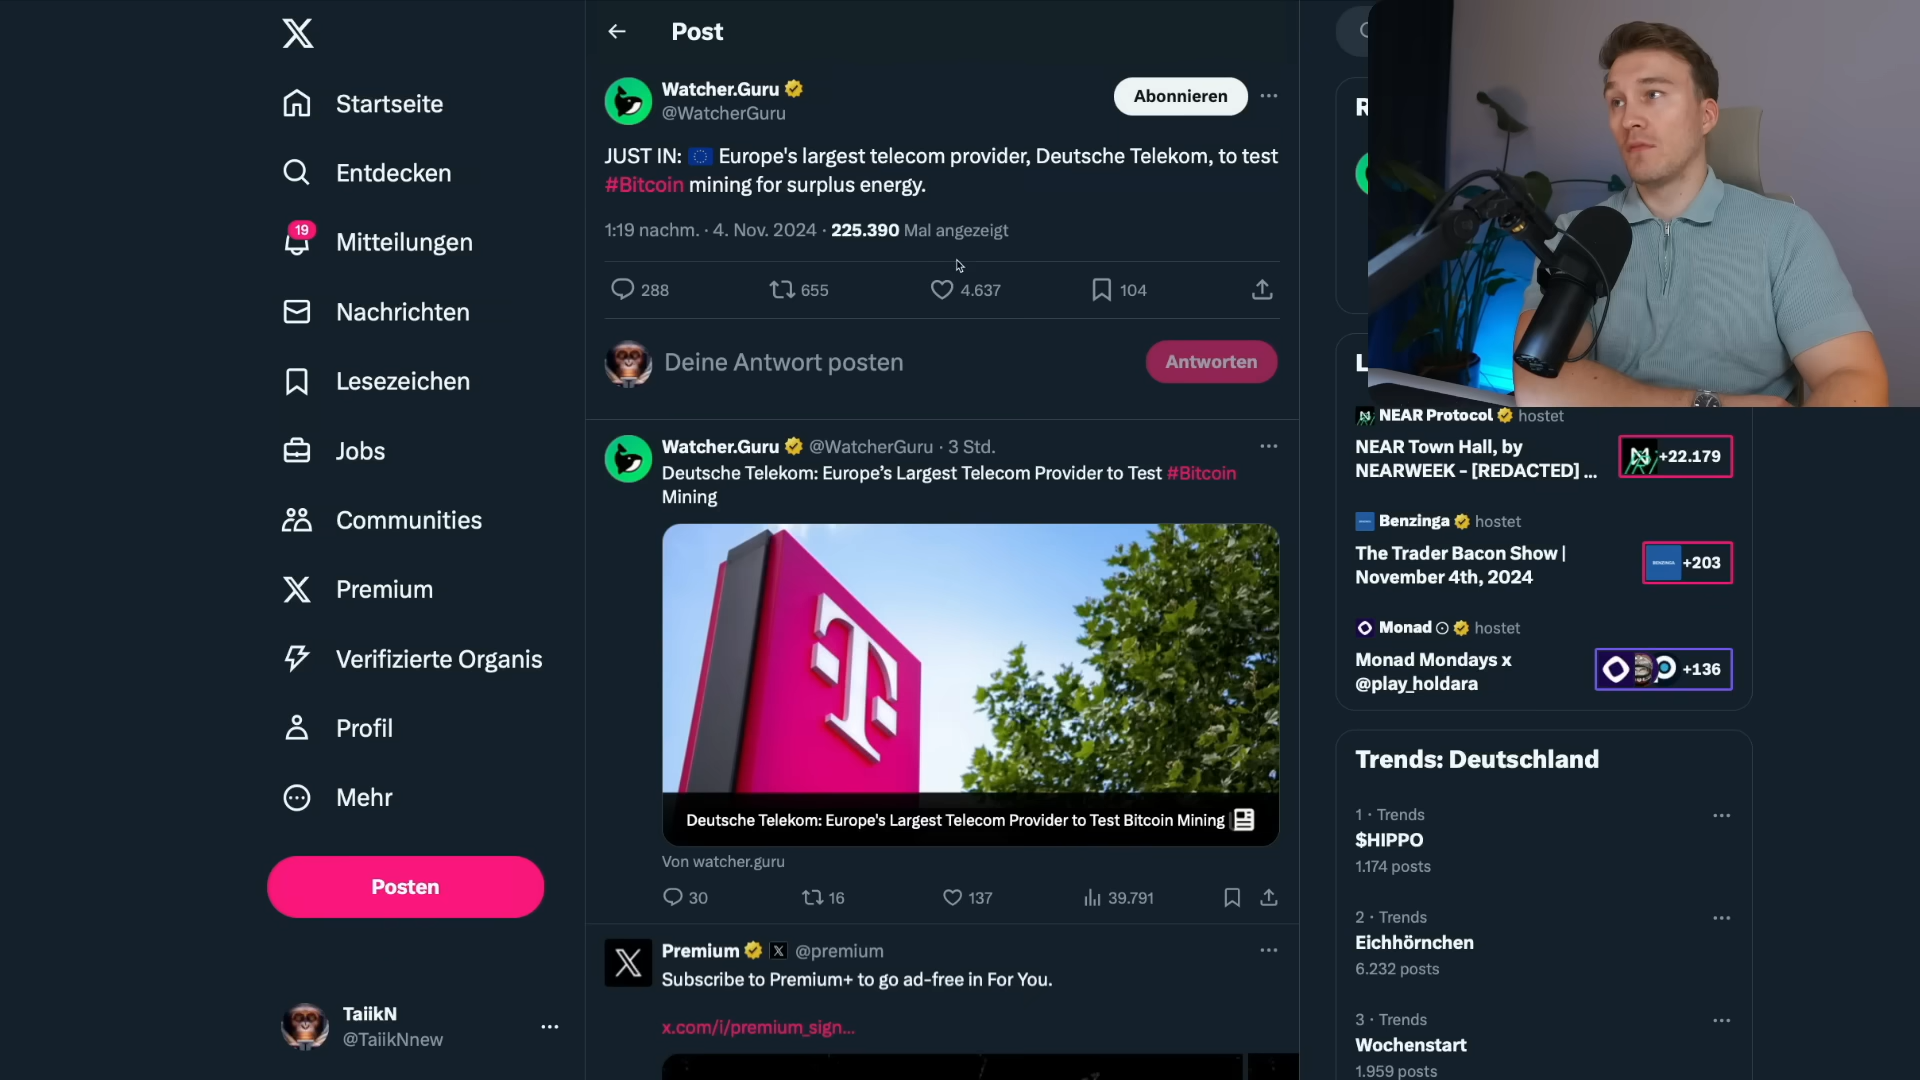 Startseite
Entdecken
19
Mitteilungen
Nachrichten
Lesezeichen
Jobs
Communities
Premium
Verifizierte Organis
Profil
Mehr
Posten
TaiikN
@TaiikNnew
Post
Watcher.Guru
@WatcherGuru
Abonnieren
JUST IN: 🇪🇺 Europe's largest telecom provider, Deutsche Telekom, to test
#Bitcoin mining for surplus energy.
1:19 nachm. · 4. Nov. 2024 · 225.390 Mal angezeigt
288 655 4.637 104
Deine Antwort posten
Antworten
Watcher.Guru @WatcherGuru · 3 Std.
Deutsche Telekom: Europe’s Largest Telecom Provider to Test #Bitcoin
Mining
T
Deutsche Telekom: Europe's Largest Telecom Provider to Test Bitcoin Mining
Von watcher.guru
30 16 137 39.791
Premium @premium
Subscribe to Premium+ to go ad-free in For You.
x.com/i/premium_sign...
R
L
NEAR Protocol hostet
NEAR Town Hall, by
NEARWEEK - [REDACTED] ...
+22.179
Benzinga hostet
The Trader Bacon Show |
November 4th, 2024
+203
Monad hostet
Monad Mondays x
@play_holdara
+136
Trends: Deutschland
1 · Trends
$HIPPO
1.174 posts
2 · Trends
Eichhörnchen
6.232 posts
3 · Trends
Wochenstart
1.959 posts